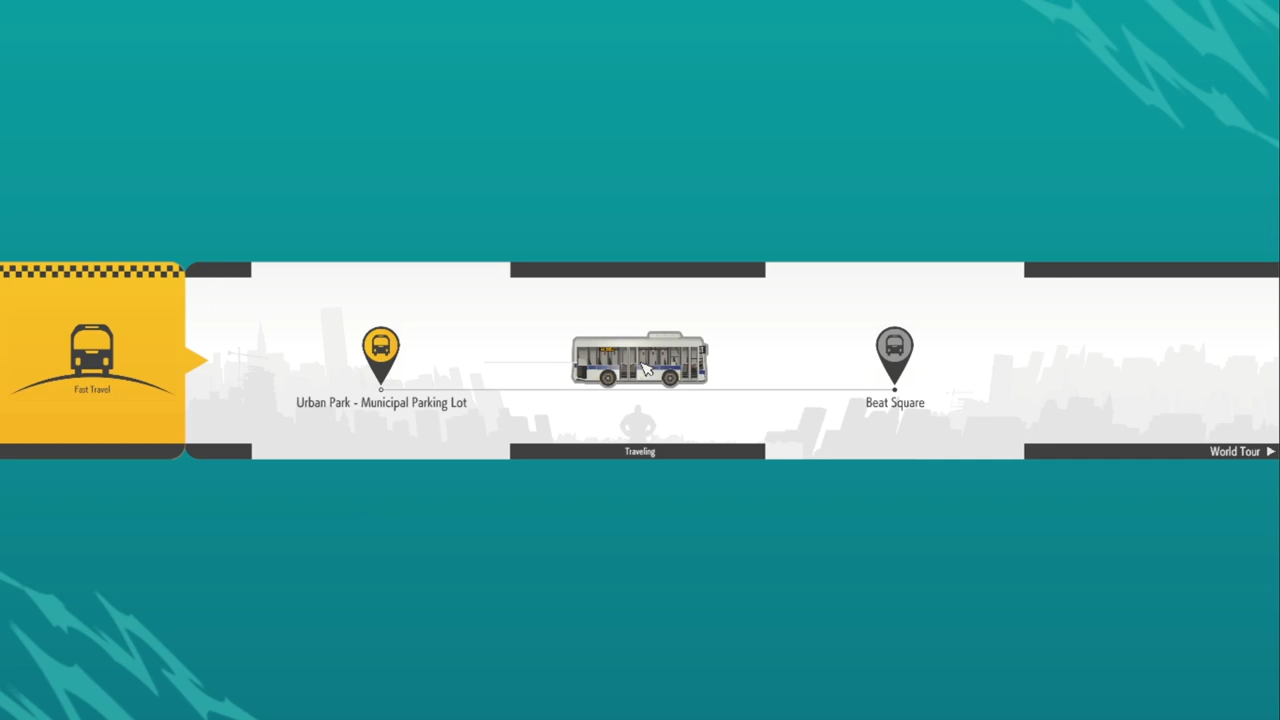 Fast Travel
Urban Park - Municipal Parking Lot
Beat Square
Traveling
World Tour